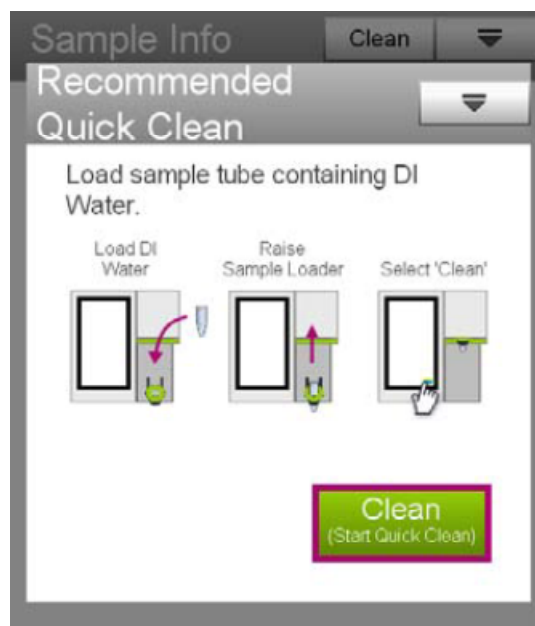 Sample Info Clean
Recommended
Quick Clean
Load sample tube containing DI
Water.
Load DI
Water
Raise
Sample Loader
Select 'Clean'
Clean
(Start Quick Clean)